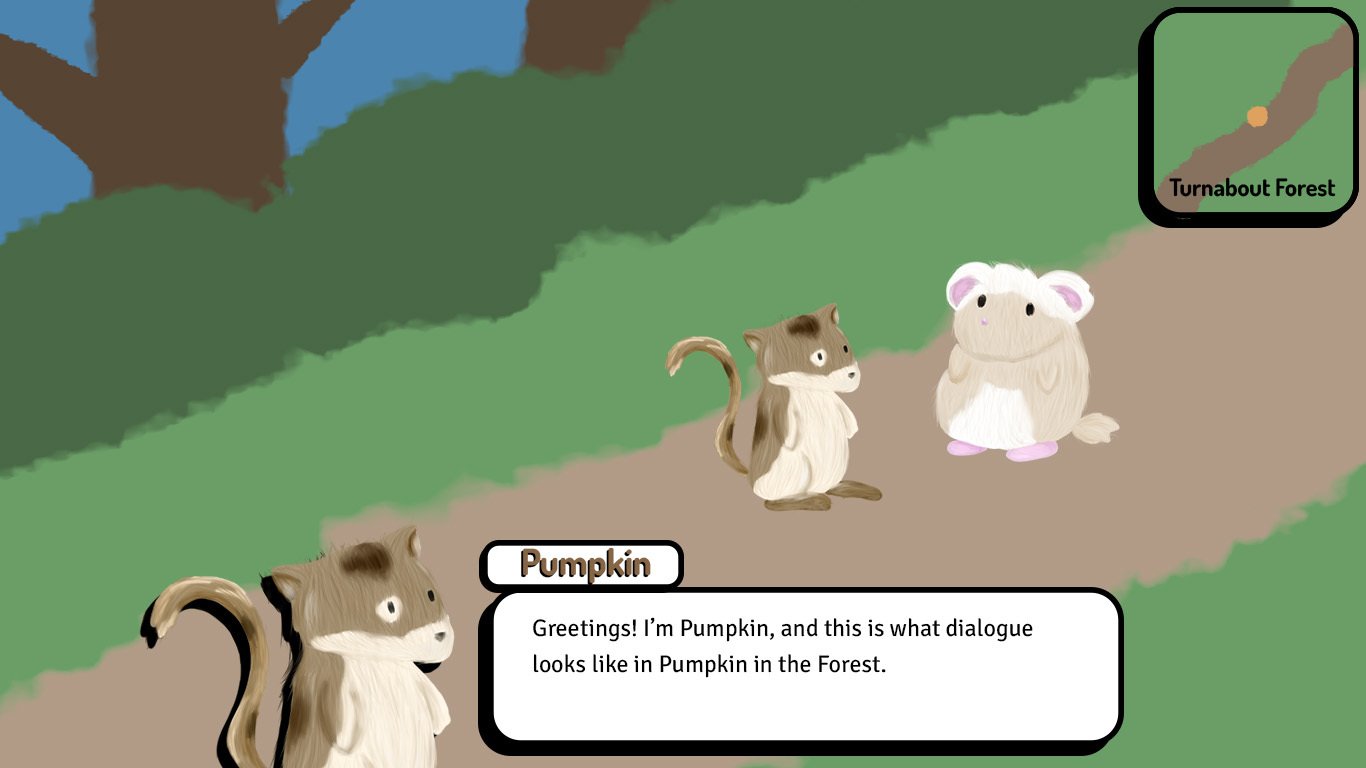 Turnabout Forest
Pumpkin
Greetings! I’m Pumpkin, and this is what dialogue
looks like in Pumpkin in the Forest.